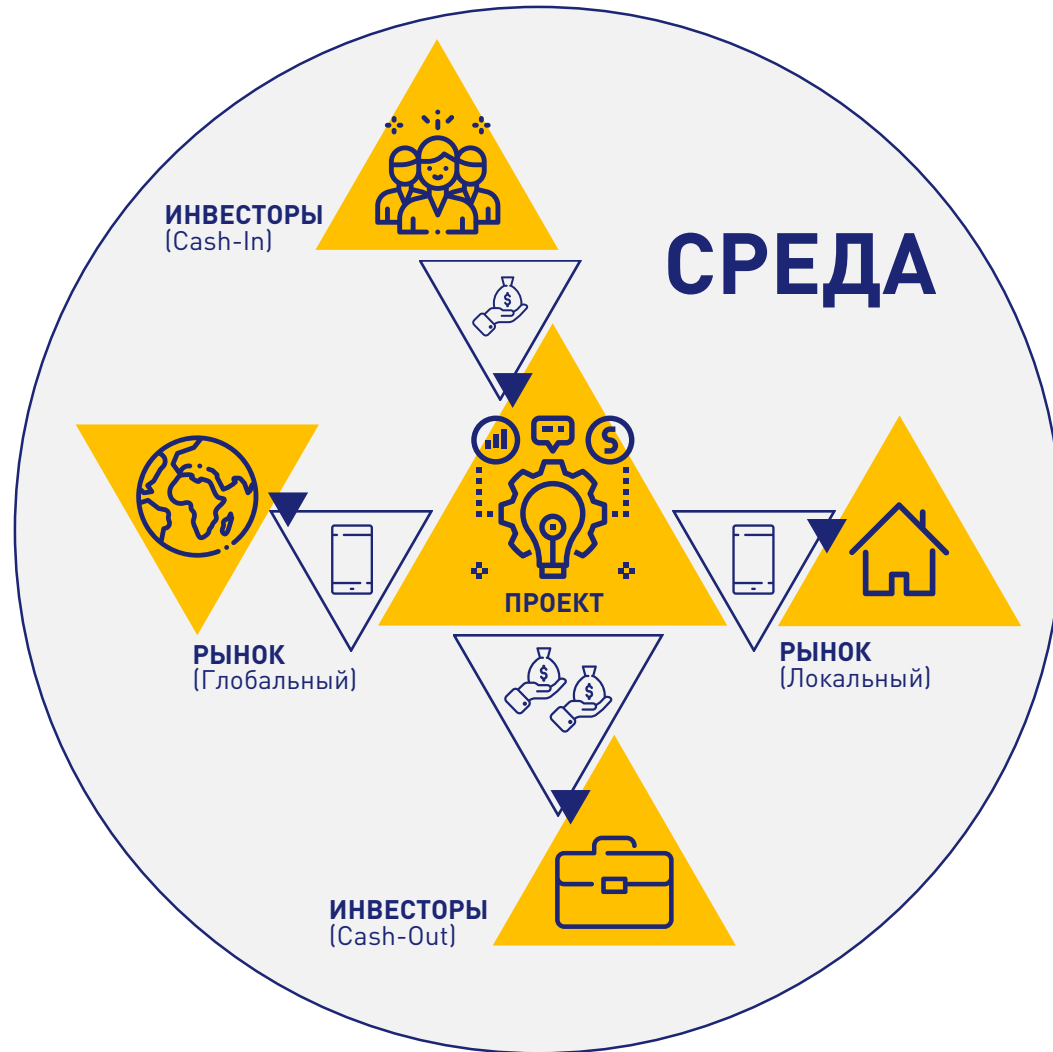 ИНВЕСТОРЫ
(Cash-In)
СРЕДА
ПРОЕКТ
РЫНОК
(Глобальный)
РЫНОК
(Локальный)
ИНВЕСТОРЫ
(Cash-Out)